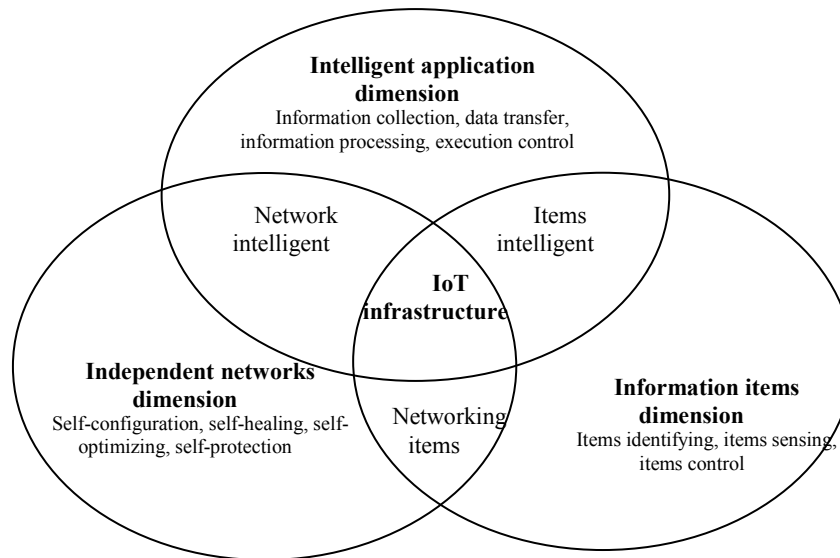 Intelligent application
dimension
Information collection, data transfer,
information processing, execution control
Network
intelligent
Items
intelligent
IoT
infrastructure
Independent networks
dimension
Self-configuration, self-healing, self-
optimizing, self-protection
Networking
items
Information items
dimension
Items identifying, items sensing,
items control